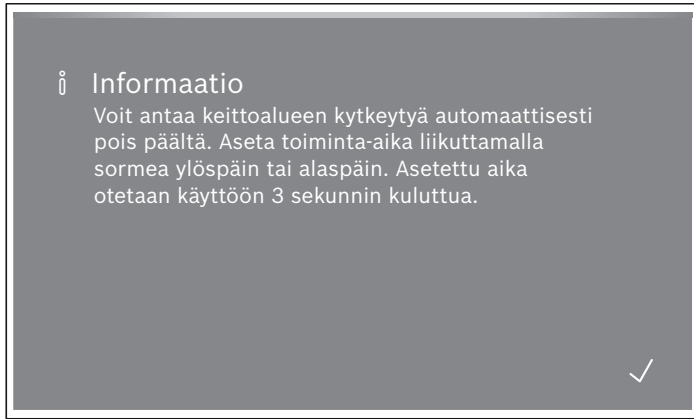 Informaatio
Voit antaa keittoalueen kytkeytyä automaattisesti
pois päältä. Aseta toiminta-aika liikuttamalla
sormea ylöspäin tai alaspäin. Asetettu aika
otetaan käyttöön 3 sekunnin kuluttua.